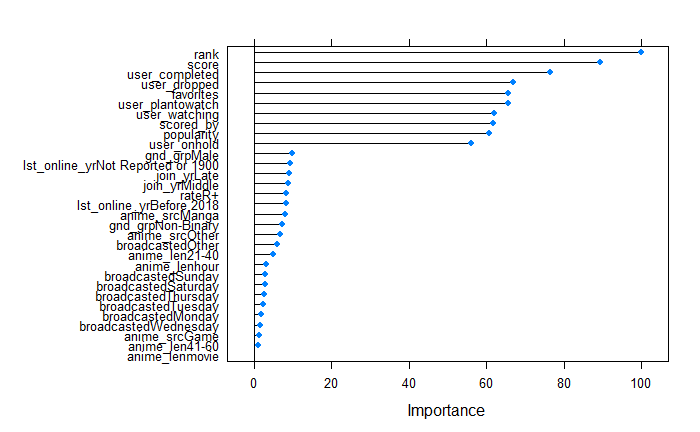 rank
score
user_completed
user_dropped
favorites
user_plantowatch
user_watching
scored_by
popularity
user_onhold
gnd_grpMale
lst_online_yrNot Reported or 1900
join_yrLate
join_yrMiddle
rateR+
lst_online_yrBefore 2018
anime_srcManga
gnd_grpNon-Binary
anime_srcOther
broadcastedOther
anime_len21-40
anime_lenhour
broadcastedSunday
broadcastedSaturday
broadcastedThursday
broadcastedTuesday
broadcastedMonday
broadcastedWednesday
anime_srcGame
anime_len41-60
anime_lenmovie
0 20 40 60 80 100
Importance